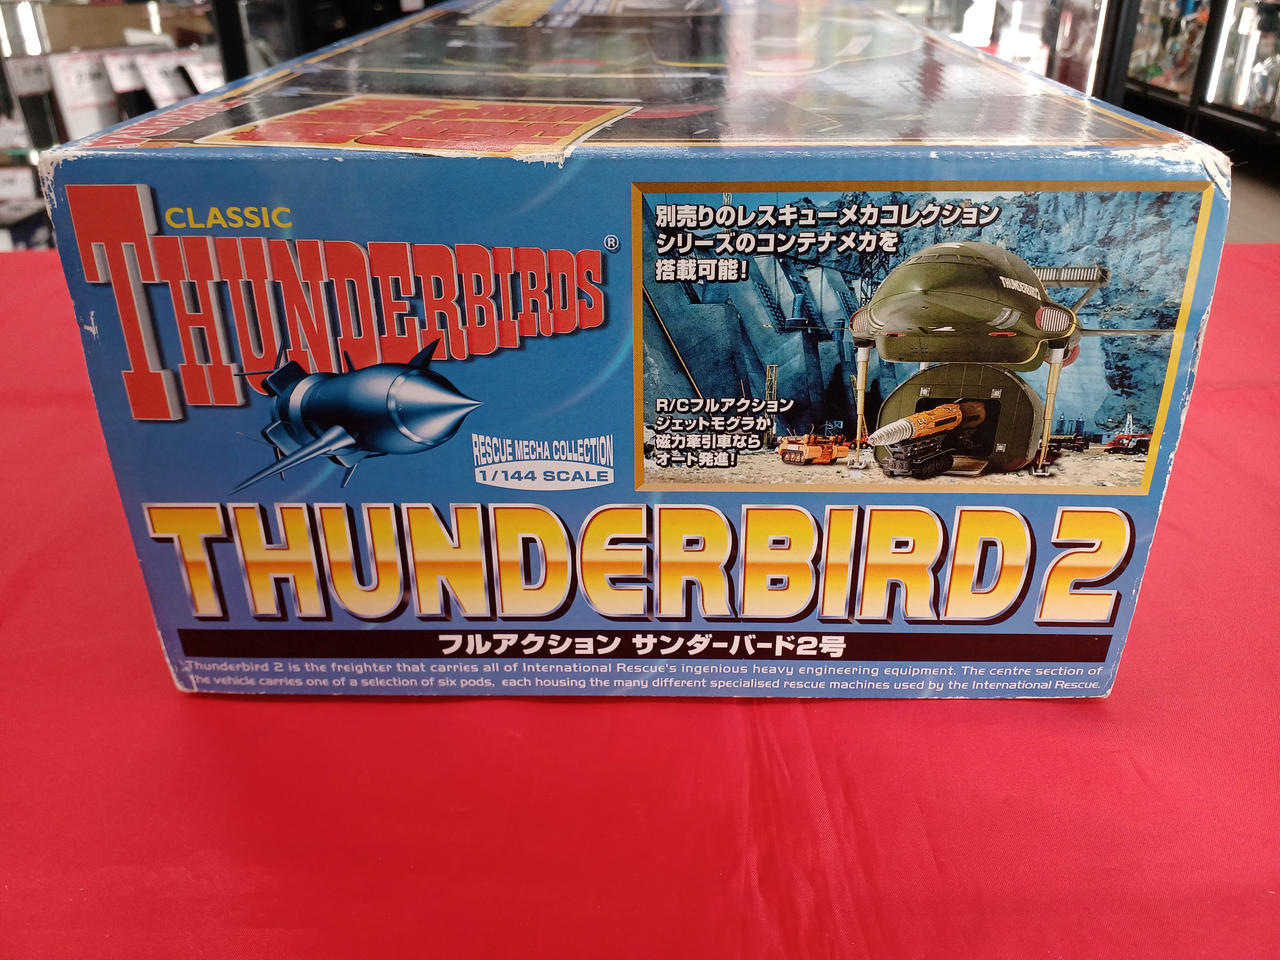 CLASSIC
THUNDERBIRDS®
RESCUE MECHA COLLECTION
1/144 SCALE
別売りのレスキューメカコレクション
シリーズのコンテナメカを
搭載可能!
THUNDERBIRD 2
R/Cフルアクション
ジェットモグラが
磁力牽引車なら
オート発進!
THUNDERBIRD 2
フルアクション サンダーバード2号
Thunderbird 2 is the freighter that carries all of International Rescue's ingenious heavy engineering equipment. The centre section of
the vehicle carries one of a selection of six pods, each housing the many different specialised rescue machines used by the International Rescue.